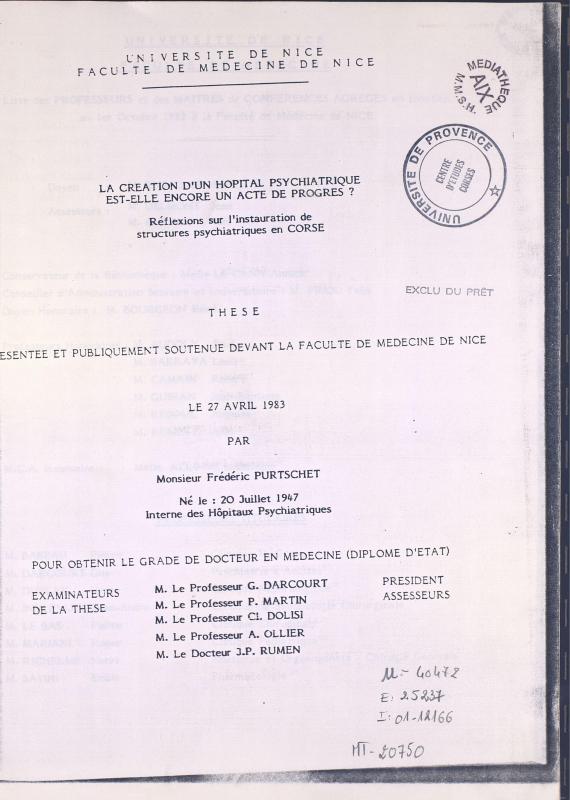 UNIVERSITE DE NICE
FACULTE DE MEDECINE DE NICE
MEDIATHEQUE
AIX
M.M.S.H.
UNIVERSITÉ DE PROVENCE
CENTRE
D'ETUDES
CORSES
LA CREATION D'UN HOPITAL PSYCHIATRIQUE
EST-ELLE ENCORE UN ACTE DE PROGRES ?
Réflexions sur l'instauration de
structures psychiatriques en CORSE
EXCLU DU PRÊT
THESE
ESENTEE ET PUBLIQUEMENT SOUTENUE DEVANT LA FACULTE DE MEDECINE DE NICE
LE 27 AVRIL 1983
PAR
Monsieur Frédéric PURTSCHET
Né le : 20 Juillet 1947
Interne des Hôpitaux Psychiatriques
POUR OBTENIR LE GRADE DE DOCTEUR EN MEDECINE (DIPLOME D'ETAT)
EXAMINATEURS
DE LA THESE
M. Le Professeur G. DARCOURT
M. Le Professeur P. MARTIN
M. Le Professeur Cl. DOLISI
M. Le Professeur A. OLLIER
M. Le Docteur J.P. RUMEN
PRESIDENT
ASSESSEURS
M - 40472
E: 25237
I: 01-12166
MT-20750